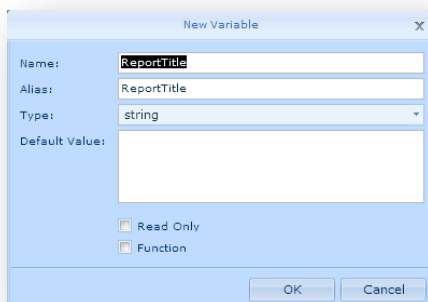 New Variable x
Name: ReportTitle
Alias: ReportTitle
Type: string
Default Value:
Read Only
Function
OK Cancel